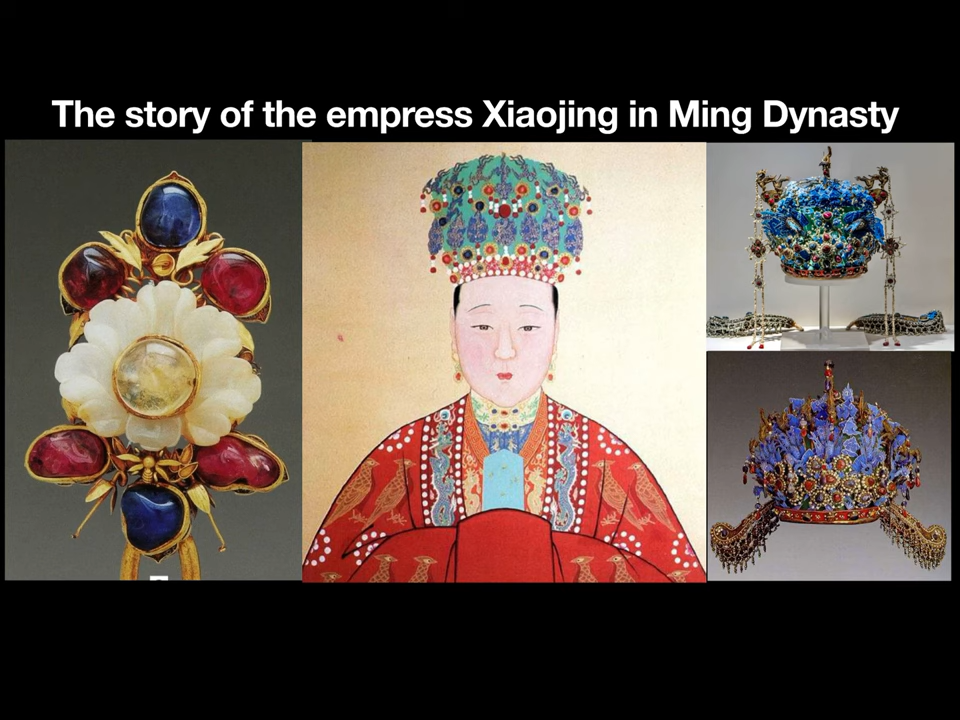 The story of the empress Xiaojing in Ming Dynasty